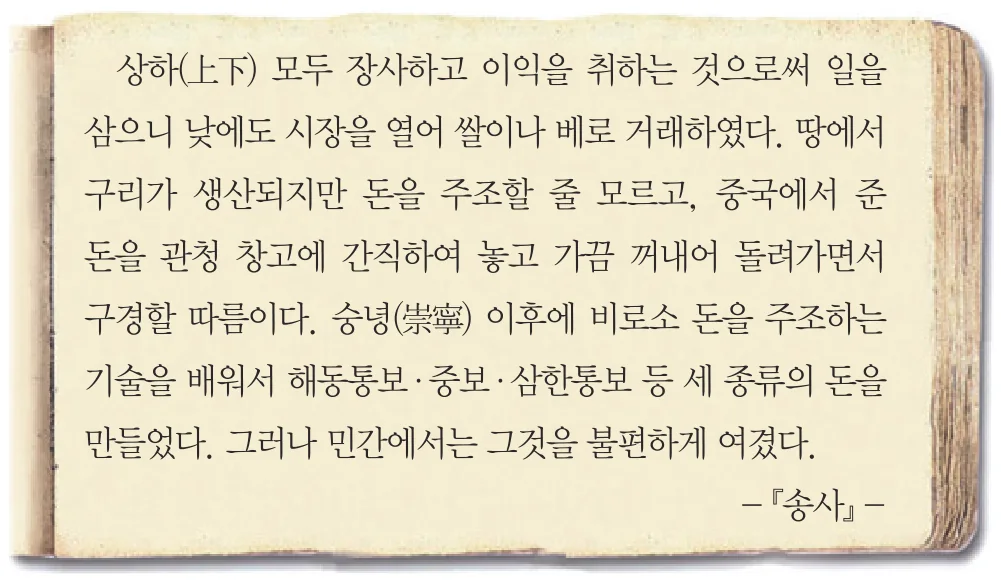 상하(上下) 모두 장사하고 이익을 취하는 것으로써 일을
삼으니 낮에도 시장을 열어 쌀이나 베로 거래하였다. 땅에서
구리가 생산되지만 돈을 주조할 줄 모르고, 중국에서 준
돈을 관청 창고에 간직하여 놓고 가끔 꺼내어 돌려가면서
구경할 따름이다. 숭녕(崇寧) 이후에 비로소 돈을 주조하는
기술을 배워서 해동통보·중보·삼한통보 등 세 종류의 돈을
만들었다. 그러나 민간에서는 그것을 불편하게 여겼다.
–『송사』–